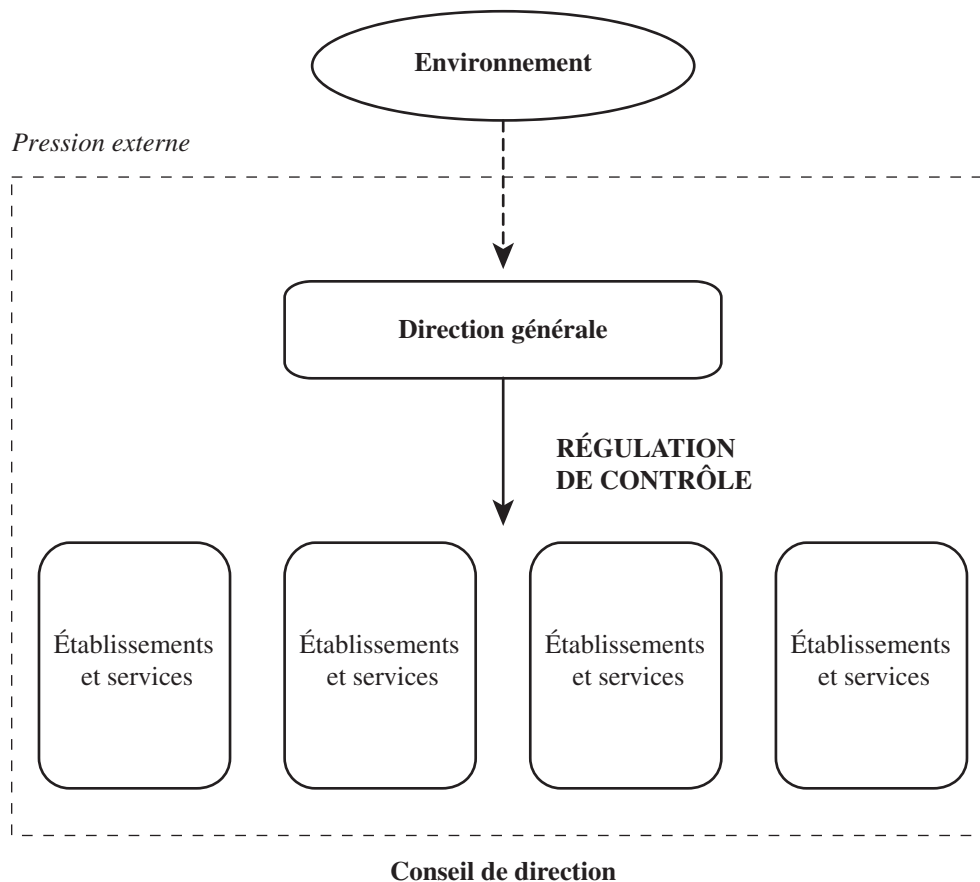 Environnement
Pression externe
Direction générale
RÉGULATION
DE CONTRÔLE
Établissements
et services
Établissements
et services
Établissements
et services
Établissements
et services
Conseil de direction